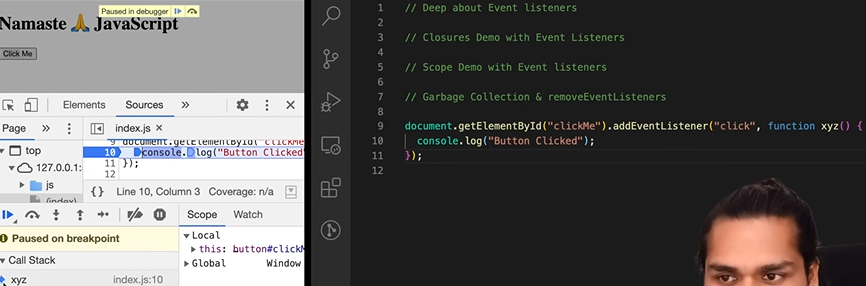 Paused in debugger
Namaste 🙏 JavaScript
Click Me
Elements Sources »
Page » index.js ×
top
127.0.0.1:
js
(index)
9 document.getElementById("clickMe
10 console.log("Button Clicked"
11 });
12
{} Line 10, Column 3 Coverage: n/a
Scope Watch
Paused on breakpoint
Local
this: button#clickM
Global Window
Call Stack
xyz index.js:10
1 // Deep about Event listeners
2
3 // Closures Demo with Event Listeners
4
5 // Scope Demo with Event listeners
6
7 // Garbage Collection & removeEventListeners
8
9 document.getElementById("clickMe").addEventListener("click", function xyz() {
10 console.log("Button Clicked");
11 });
12